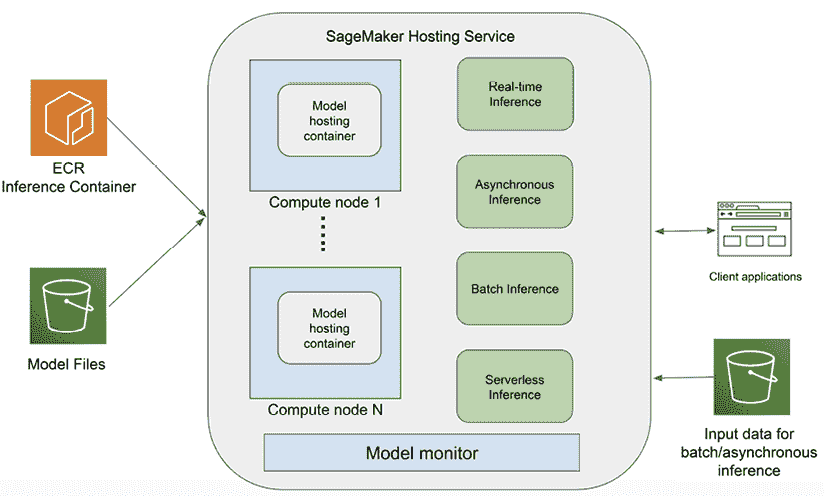 SageMaker Hosting Service
ECR
Inference Container
Model Files
Model
hosting
container
Compute node 1
Model
hosting
container
Compute node N
Real-time
Inference
Asynchronous
Inference
Batch Inference
Serverless
Inference
Model monitor
Client applications
Input data for
batch/asynchronous
inference